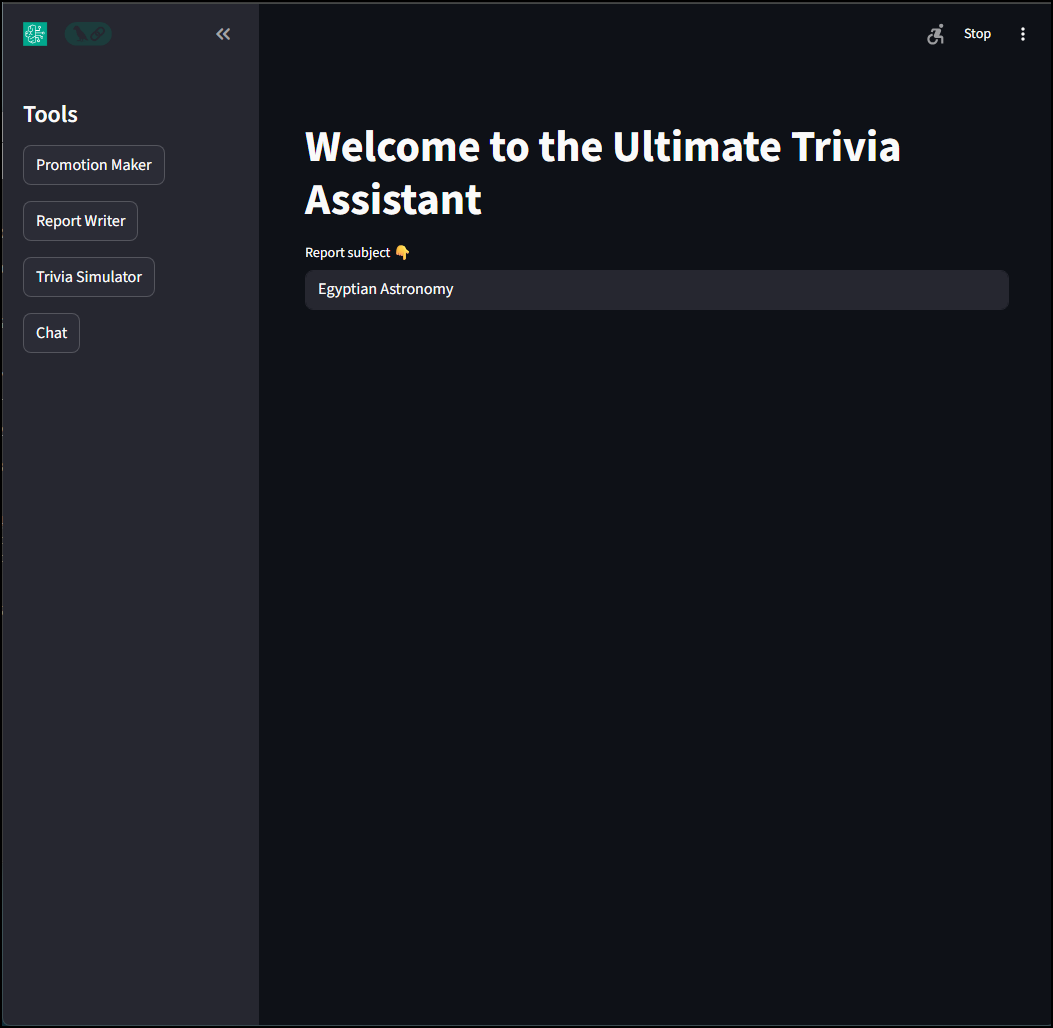 Stop
Tools
Promotion Maker
Report Writer
Trivia Simulator
Chat
Welcome to the Ultimate Trivia
Assistant
Report subject 👇
Egyptian Astronomy